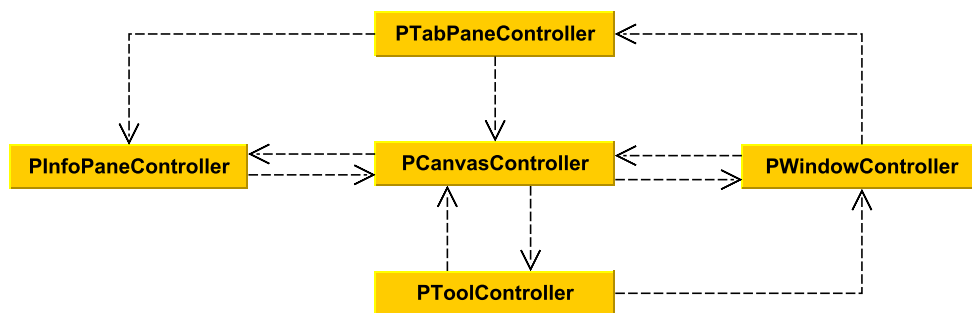 PTabPaneController
PInfoPaneController
PCanvasController
PWindowController
PToolController